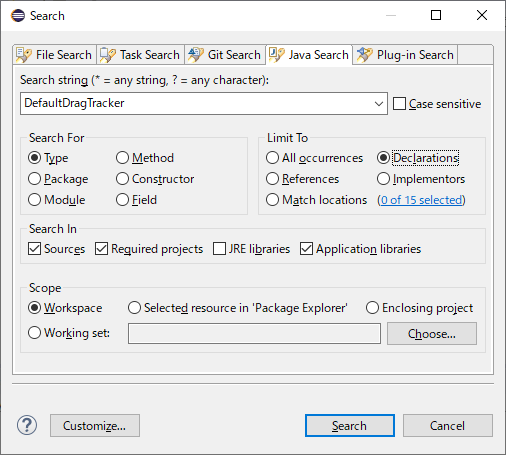 Search
File Search Task Search Git Search Java Search Plug-in Search
Search string (* = any string, ? = any character):
DefaultDragTracker Case sensitive
Search For
Type Method
Package Constructor
Module Field
Limit To
All occurrences Declarations
References Implementors
Match locations (0 of 15 selected)
Search In
Sources Required projects JRE libraries Application libraries
Scope
Workspace Selected resource in 'Package Explorer' Enclosing project
Working set: Choose...
? Customize... Search Cancel